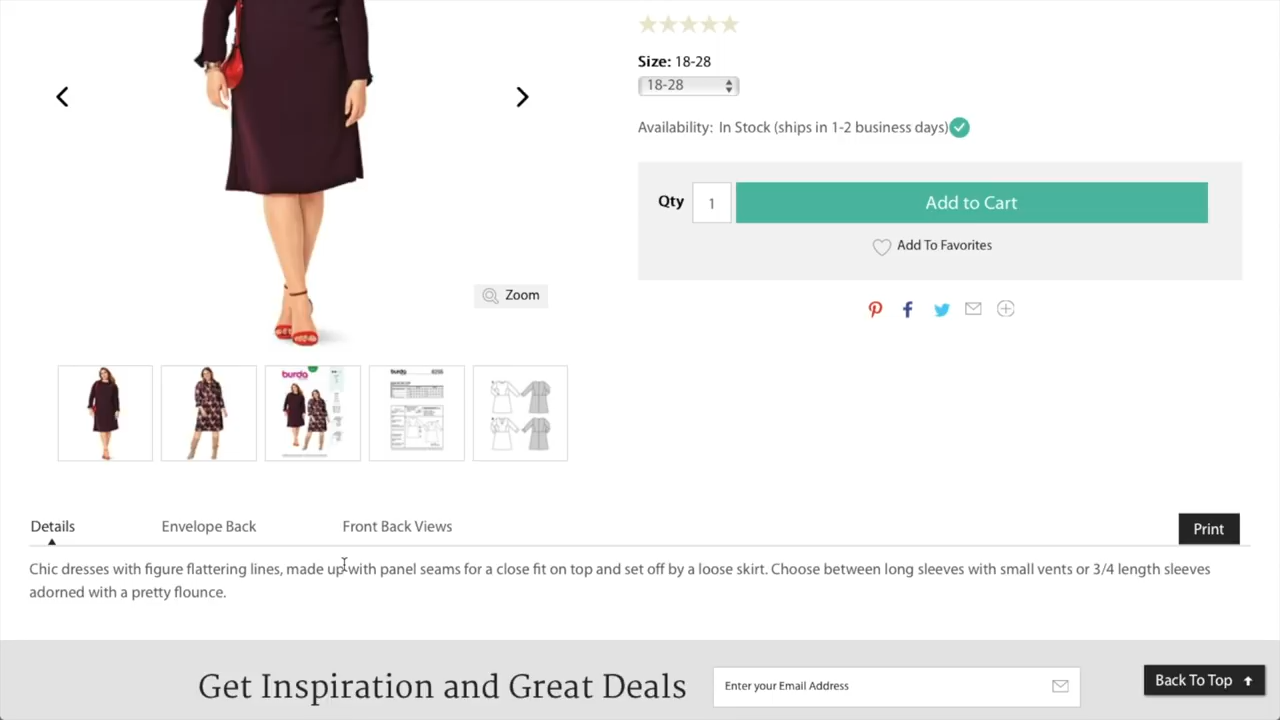 Size: 18-28
18-28
Availability: In Stock (ships in 1-2 business days)
Qty 1 Add to Cart
Add To Favorites
Zoom
burda
burda
Details Envelope Back Front Back Views Print
Chic dresses with figure flattering lines, made up with panel seams for a close fit on top and set off by a loose skirt. Choose between long sleeves with small vents or 3/4 length sleeves
adorned with a pretty flounce.
Get Inspiration and Great Deals
Enter your Email Address
Back To Top